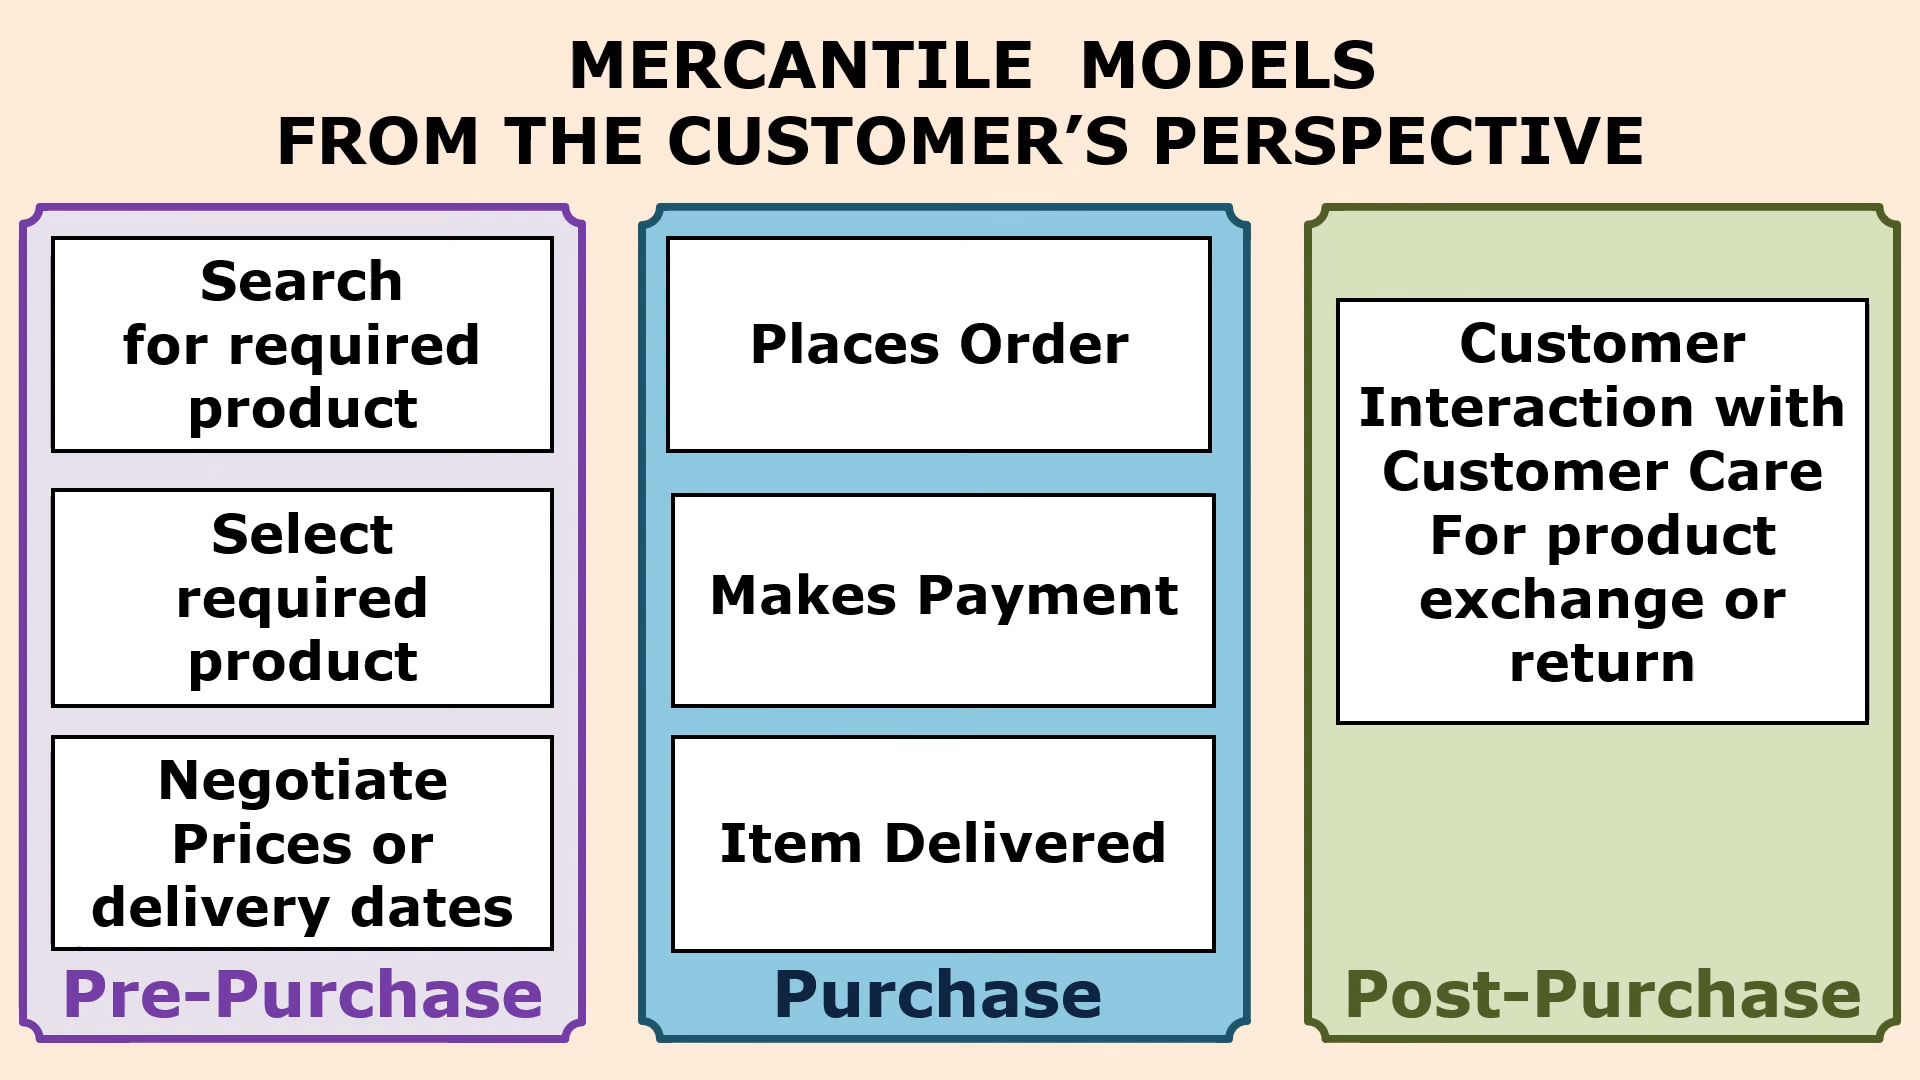 MERCANTILE  MODELS
FROM THE CUSTOMER’S PERSPECTIVE
Search
for required
product
Select
required
product
Negotiate
Prices or
delivery dates
Pre-Purchase
Places Order
Makes Payment
Item Delivered
Purchase
Customer
Interaction with
Customer Care
For product
exchange or
return
Post-Purchase